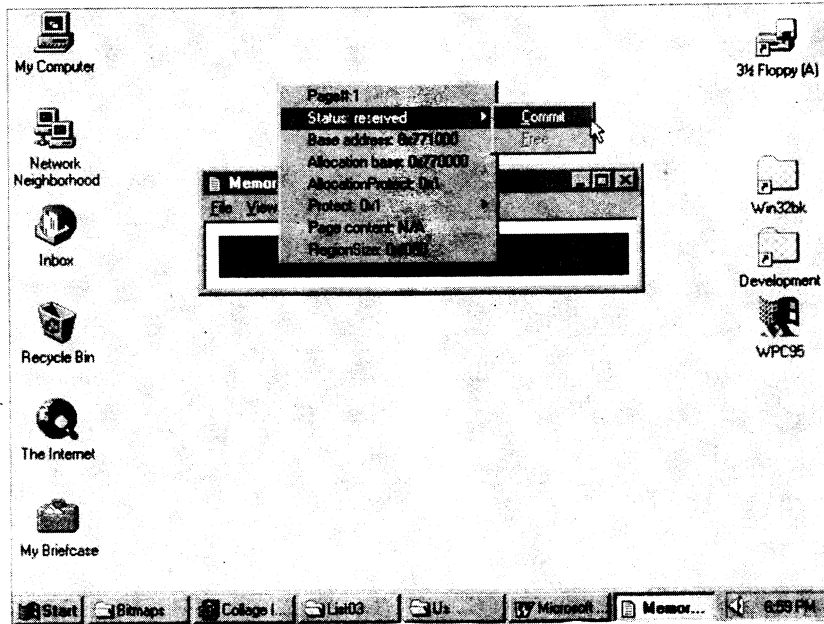 My Computer
Network
Neighborhood
Inbox
Recycle Bin
The Internet
My Briefcase
Page#:1
Status: reserved
Base address: 0x771000
Allocation base: 0x770000
AllocationProtect: 0x1
Protect: 0x1
Page content: N/A
RegionSize:
Commit
Free
Memor
File View
3½ Floppy (A)
Win32bk
Development
WPC95
Start
Bitmaps
Collage I...
List03
Us
Microsoft...
Memor...
6:59 PM